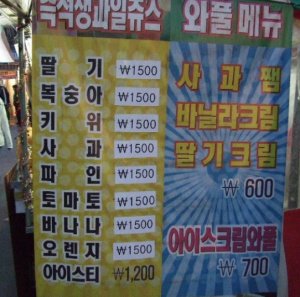 즉석생과일쥬스
딸기 ₩1500
복숭아 ₩1500
키위 ₩1500
사과 ₩1500
파인 ₩1500
토마토 ₩1500
바나나 ₩1500
오렌지 ₩1500
아이스티 ₩1,200
와플 메뉴
사과쨈
바닐라크림
딸기크림
₩ 600
아이스크림와플
₩ 700